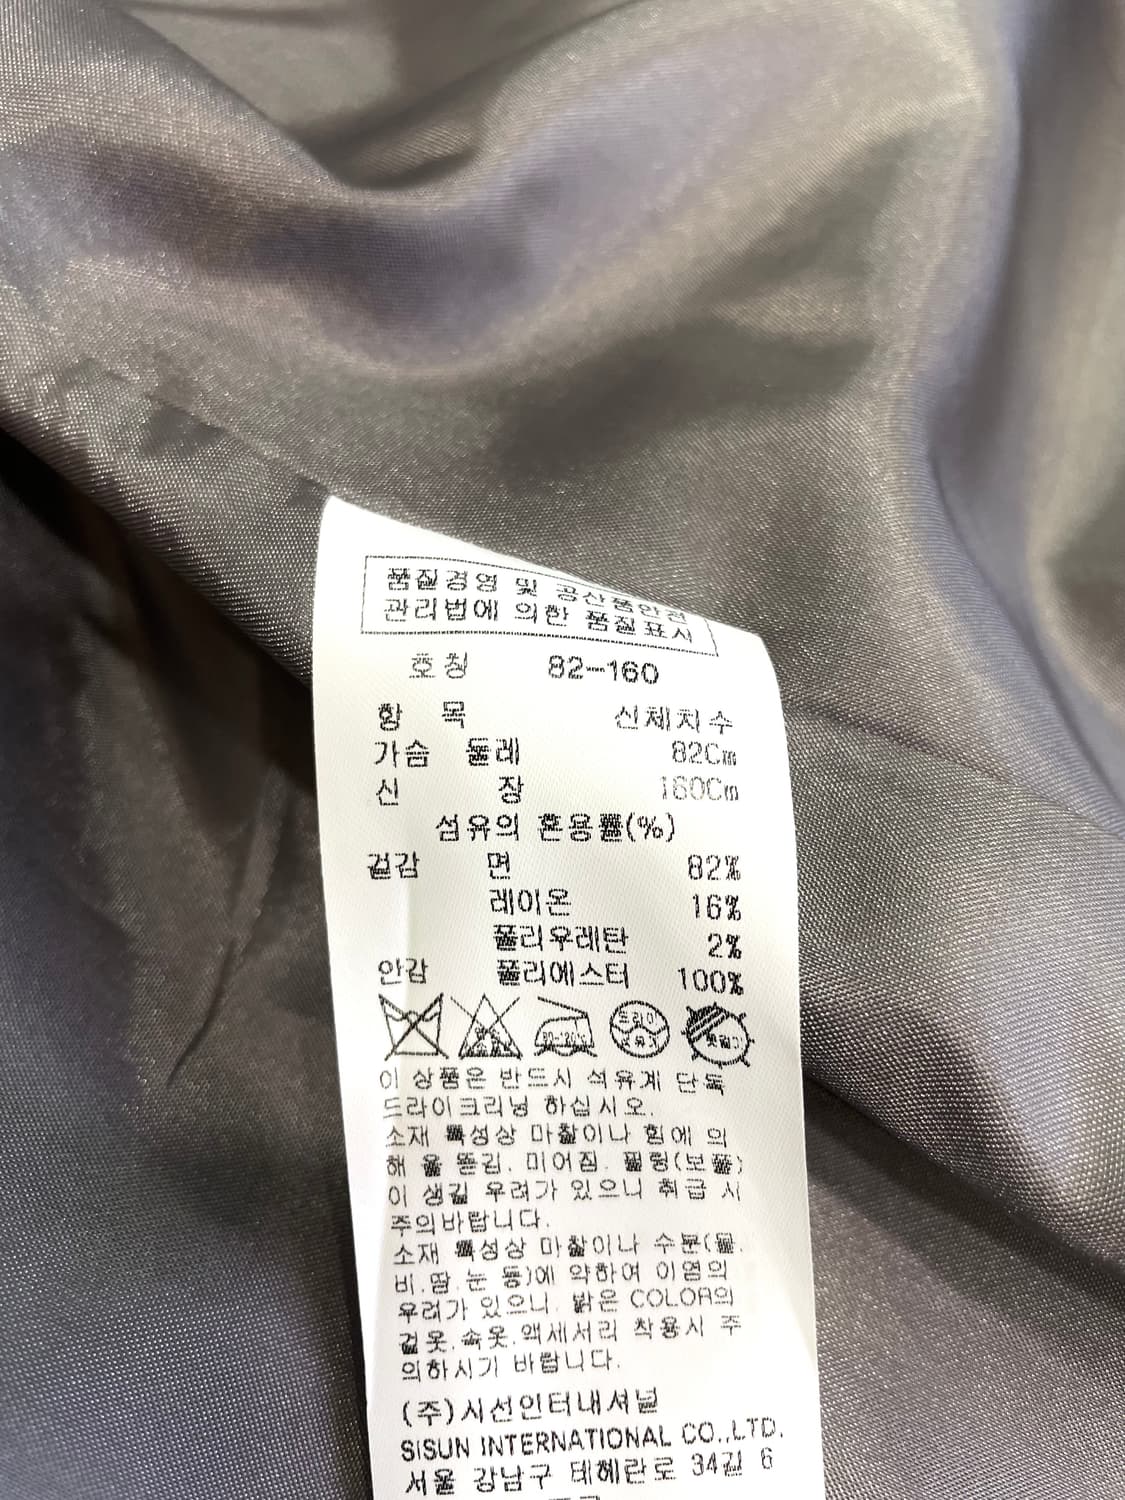 품질경영 및 공산품안전
관리법에 의한 품질표시
호칭 82-160
항 목 신체치수
가슴 둘레 82Cm
신 장 160Cm
섬유의 혼용률(%)
겉감 면 82%
레이온 16%
폴리우레탄 2%
안감 폴리에스터 100%
드라이
이 상품은 반드시 석유계 단독
드라이크리닝 하십시오.
소재 특성상 마찰이나 힘에 의
해 올 뜯김. 미어짐. 필링(보풀)
이 생길 우려가 있으니 취급 시
주의바랍니다.
소재 특성상 마찰이나 수분(물.
비.땀.눈 등)에 약하여 이염의
우려가 있으니. 밝은 COLOR의
겉옷.속옷.액세서리 착용시 주
의하시기 바랍니다.
(주)시선인터내셔널
SISUN INTERNATIONAL CO.,LTD.
서울 강남구 테헤란로 34길 6